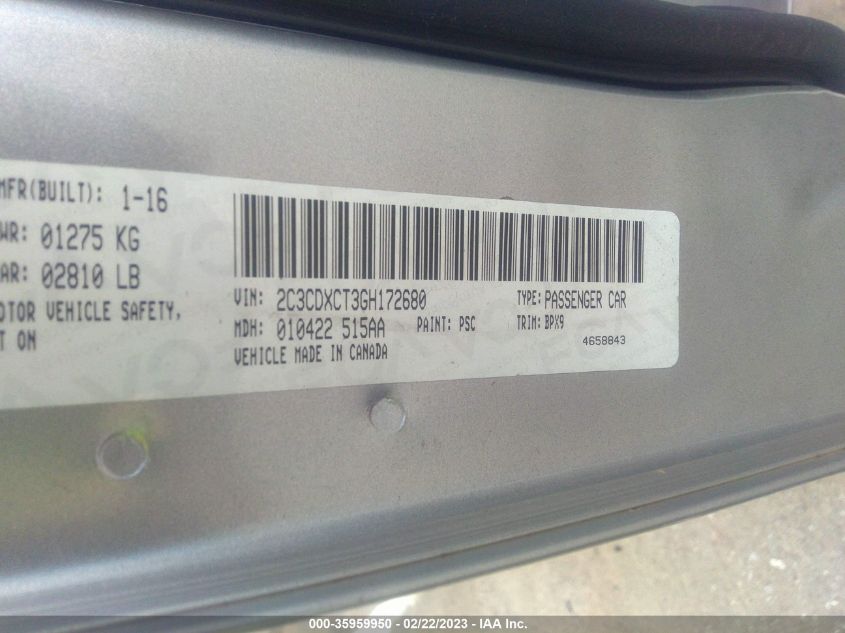 MFR(BUILT): 1-16
WR: 01275 KG
AR: 02810 LB
OTOR VEHICLE SAFETY,
T ON
VIN: 2C3CDXCT3GH172680
TYPE: PASSENGER CAR
MDH: 010422 515AA
PAINT: PSC
TRIM: BPX9
VEHICLE MADE IN CANADA
4658843
000-35959950 - 02/22/2023 - IAA Inc.